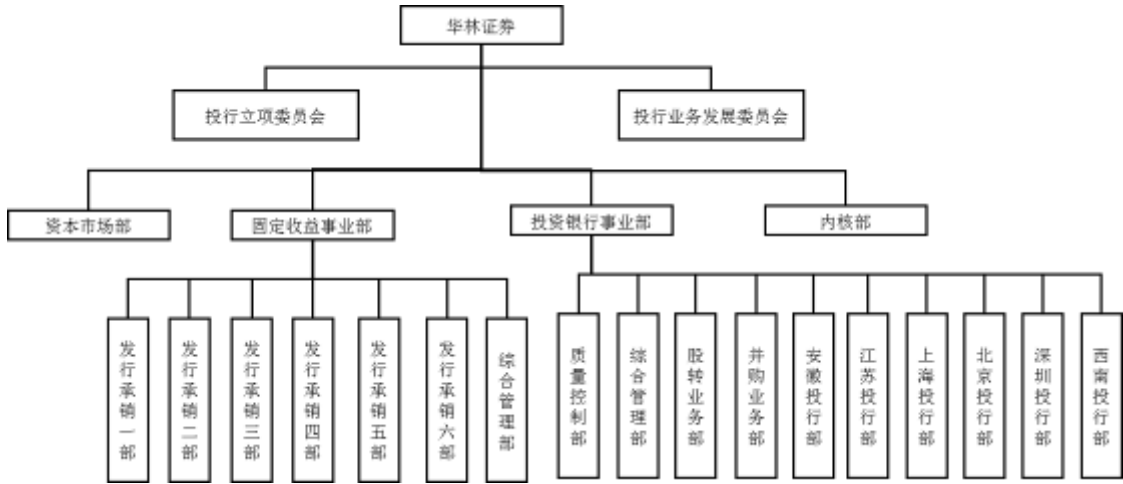 华林证券
投行立项委员会
投行业务发展委员会
资本市场部
固定收益事业部
投资银行事业部
内核部
发行承销一部
发行承销二部
发行承销三部
发行承销四部
发行承销五部
发行承销六部
综合管理部
质量控制部
综合管理部
股转业务部
并购业务部
安徽投行部
江苏投行部
上海投行部
北京投行部
深圳投行部
西南投行部